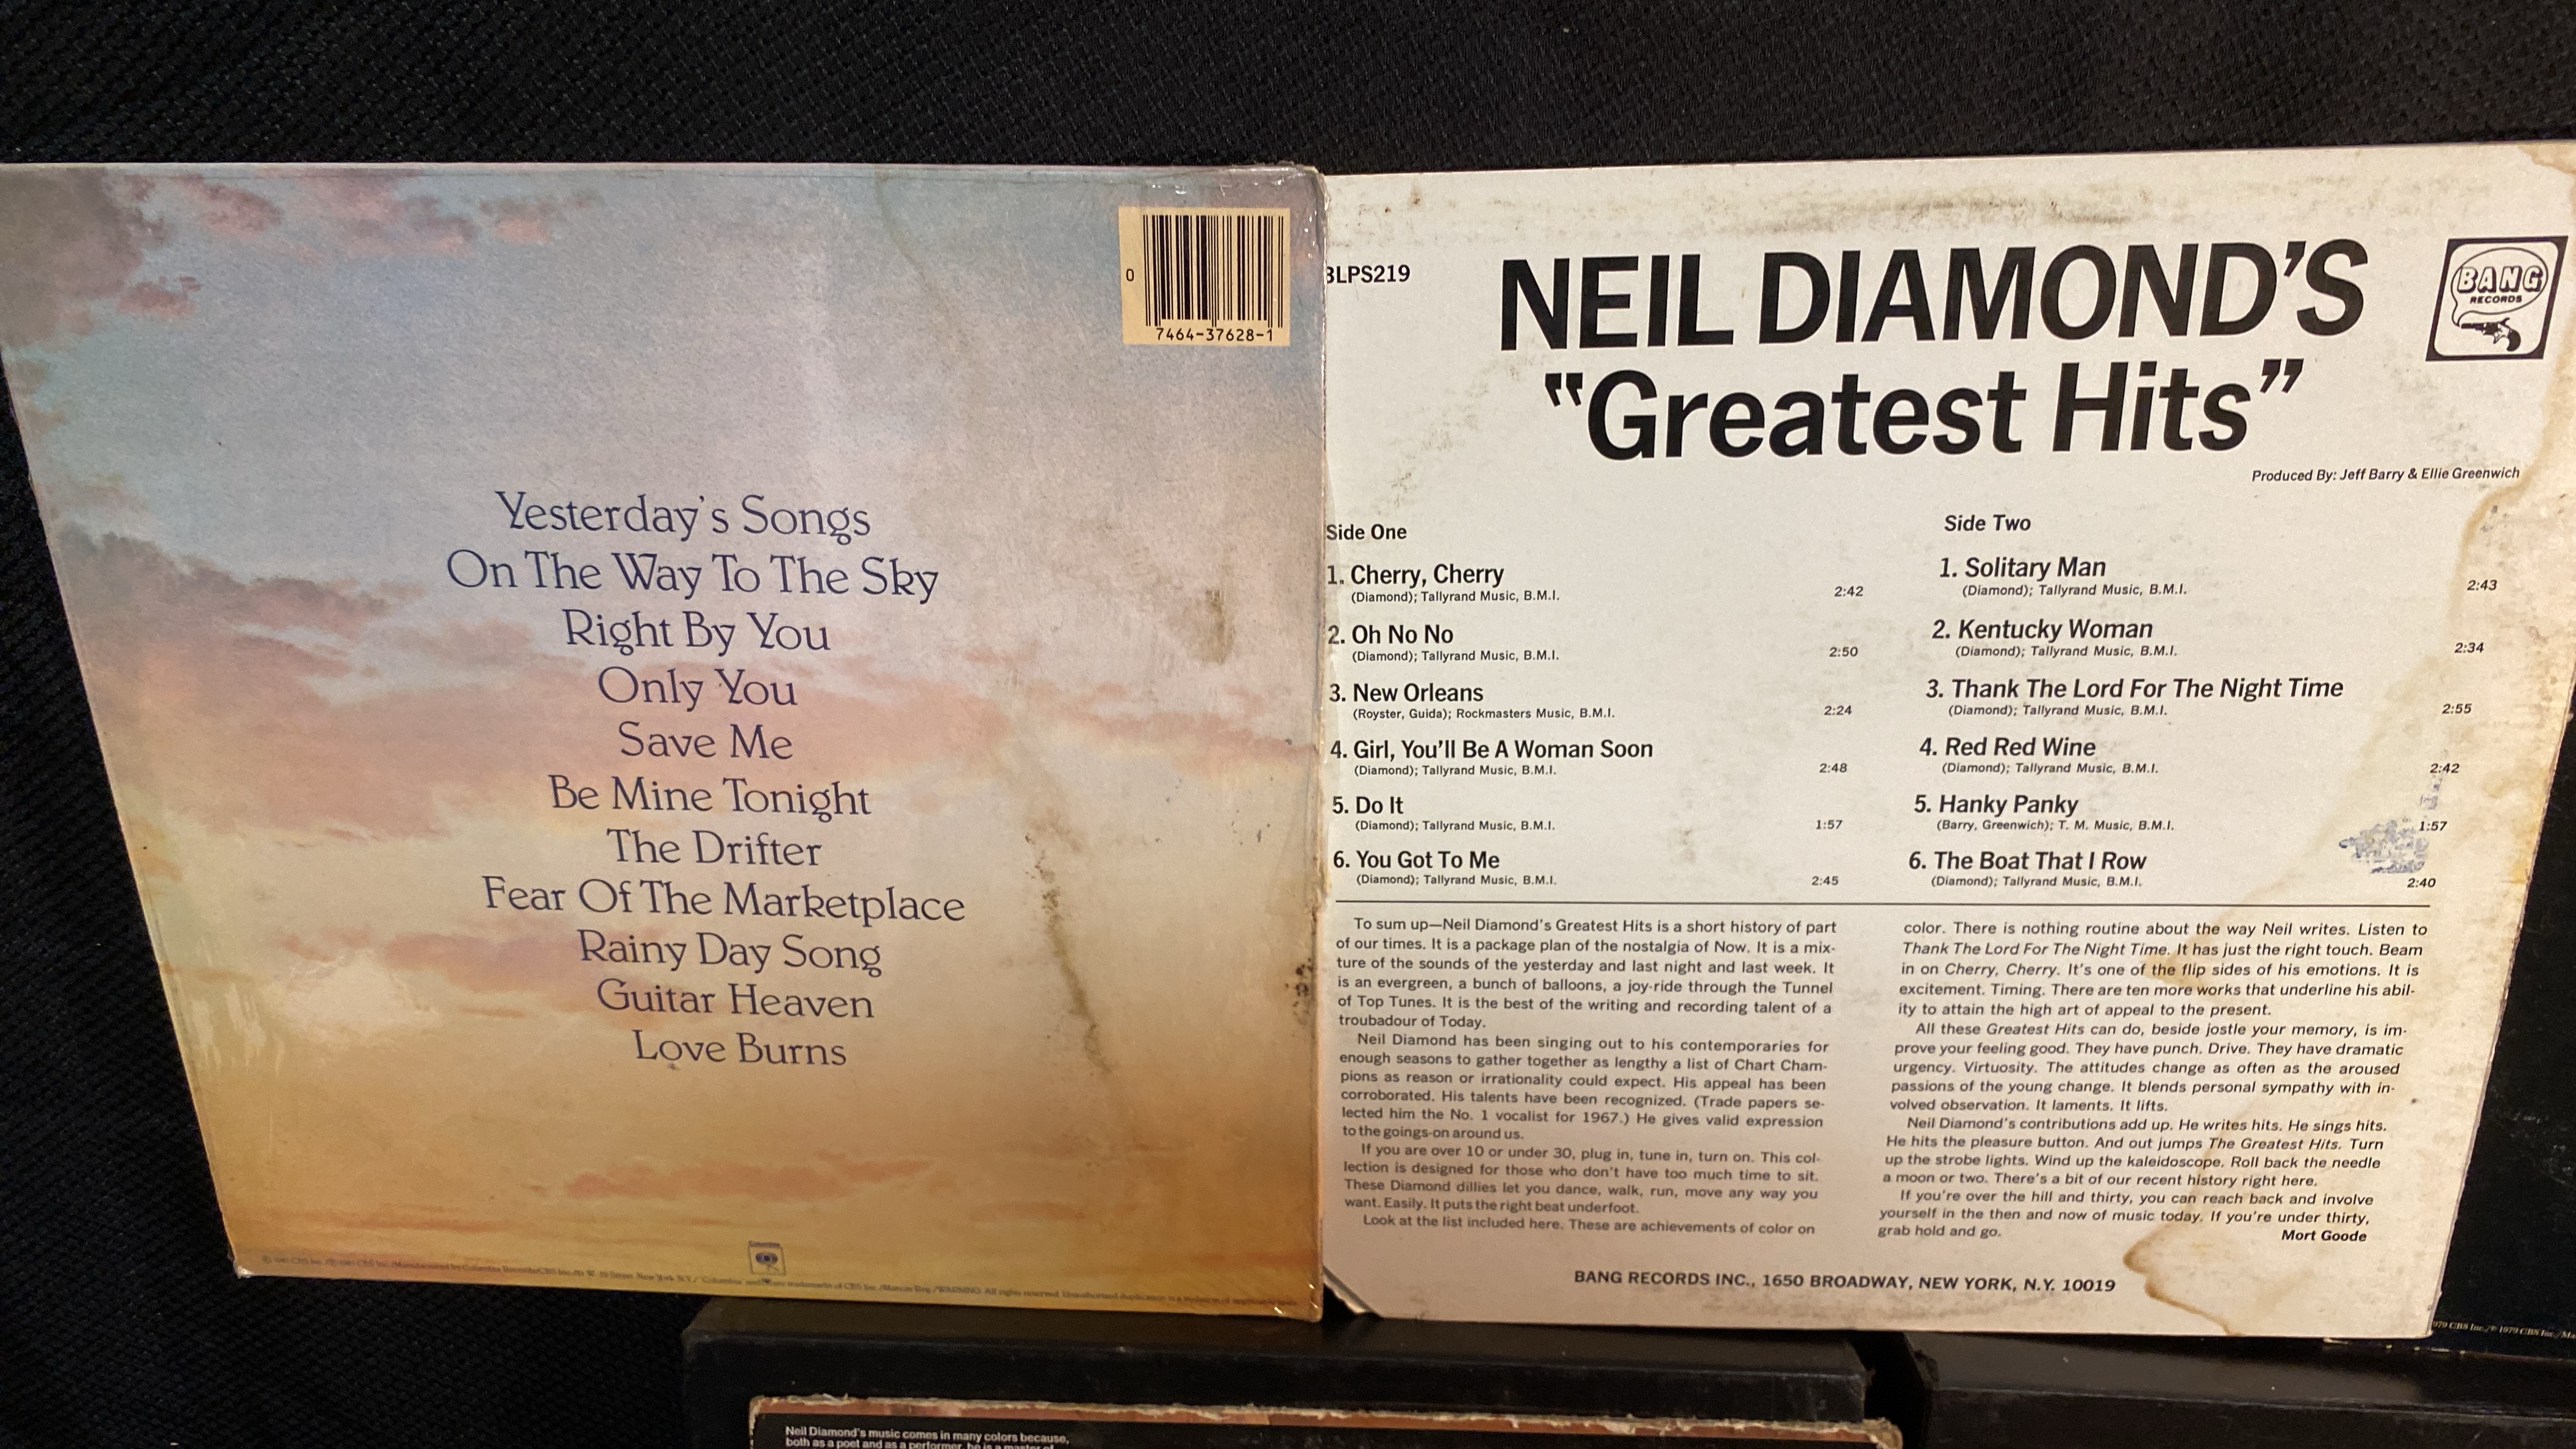 0
7464-37628-1
Yesterday's Songs
On The Way To The Sky
Right By You
Only You
Save Me
Be Mine Tonight
The Drifter
Fear Of The Marketplace
Rainy Day Song
Guitar Heaven
Love Burns
Columbia
BLPS219
NEIL DIAMOND'S
"Greatest Hits"
BANG
RECORDS
Produced By: Jeff Barry & Ellie Greenwich
Side One
1. Cherry, Cherry
(Diamond); Tallyrand Music, B.M.I. 2:42
2. Oh No No
(Diamond); Tallyrand Music, B.M.I. 2:50
3. New Orleans
(Royster, Guida); Rockmasters Music, B.M.I. 2:24
4. Girl, You'll Be A Woman Soon
(Diamond); Tallyrand Music, B.M.I. 2:48
5. Do It
(Diamond); Tallyrand Music, B.M.I. 1:57
6. You Got To Me
(Diamond); Tallyrand Music, B.M.I. 2:45
Side Two
1. Solitary Man
(Diamond); Tallyrand Music, B.M.I. 2:43
2. Kentucky Woman
(Diamond); Tallyrand Music, B.M.I. 2:34
3. Thank The Lord For The Night Time
(Diamond); Tallyrand Music, B.M.I. 2:55
4. Red Red Wine
(Diamond); Tallyrand Music, B.M.I. 2:42
5. Hanky Panky
(Barry, Greenwich); T. M. Music, B.M.I. 1:57
6. The Boat That I Row
(Diamond); Tallyrand Music, B.M.I. 2:40
To sum up—Neil Diamond's Greatest Hits is a short history of part
of our times. It is a package plan of the nostalgia of Now. It is a mix-
ture of the sounds of the yesterday and last night and last week. It
is an evergreen, a bunch of balloons, a joy-ride through the Tunnel
of Top Tunes. It is the best of the writing and recording talent of a
troubadour of Today.
Neil Diamond has been singing out to his contemporaries for
enough seasons to gather together as lengthy a list of Chart Cham-
pions as reason or irrationality could expect. His appeal has been
corroborated. His talents have been recognized. (Trade papers se-
lected him the No. 1 vocalist for 1967.) He gives valid expression
to the goings-on around us.
If you are over 10 or under 30, plug in, tune in, turn on. This col-
lection is designed for those who don't have too much time to sit.
These Diamond dillies let you dance, walk, run, move any way you
want. Easily. It puts the right beat underfoot.
Look at the list included here. These are achievements of color on
color. There is nothing routine about the way Neil writes. Listen to
Thank The Lord For The Night Time. It has just the right touch. Beam
in on Cherry, Cherry. It's one of the flip sides of his emotions. It is
excitement. Timing. There are ten more works that underline his abil-
ity to attain the high art of appeal to the present.
All these Greatest Hits can do, beside jostle your memory, is im-
prove your feeling good. They have punch. Drive. They have dramatic
urgency. Virtuosity. The attitudes change as often as the aroused
passions of the young change. It blends personal sympathy with in-
volved observation. It laments. It lifts.
Neil Diamond's contributions add up. He writes hits. He sings hits.
He hits the pleasure button. And out jumps The Greatest Hits. Turn
up the strobe lights. Wind up the kaleidoscope. Roll back the needle
a moon or two. There's a bit of our recent history right here.
If you're over the hill and thirty, you can reach back and involve
yourself in the then and now of music today. If you're under thirty,
grab hold and go.
Mort Goode
BANG RECORDS INC., 1650 BROADWAY, NEW YORK, N.Y. 10019
1979 CBS Inc.
Neil Diamond's music comes in many colors because,
both as a poet and as a performer, he is a master of